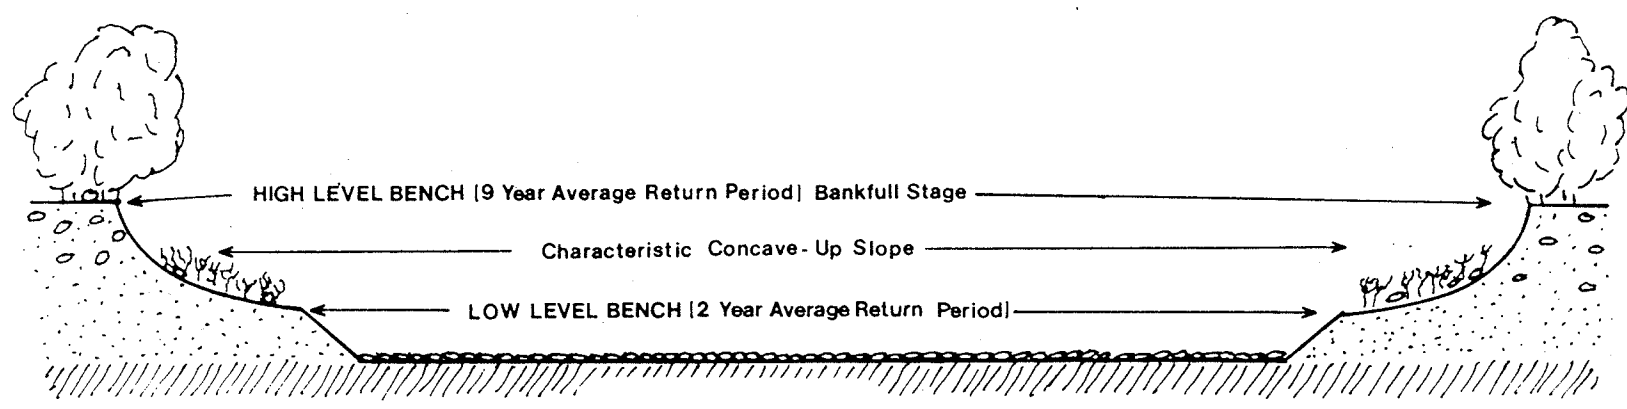 HIGH LEVEL BENCH [9 Year Average Return Period] Bankfull Stage
Characteristic Concave-Up Slope
LOW LEVEL BENCH [2 Year Average Return Period]